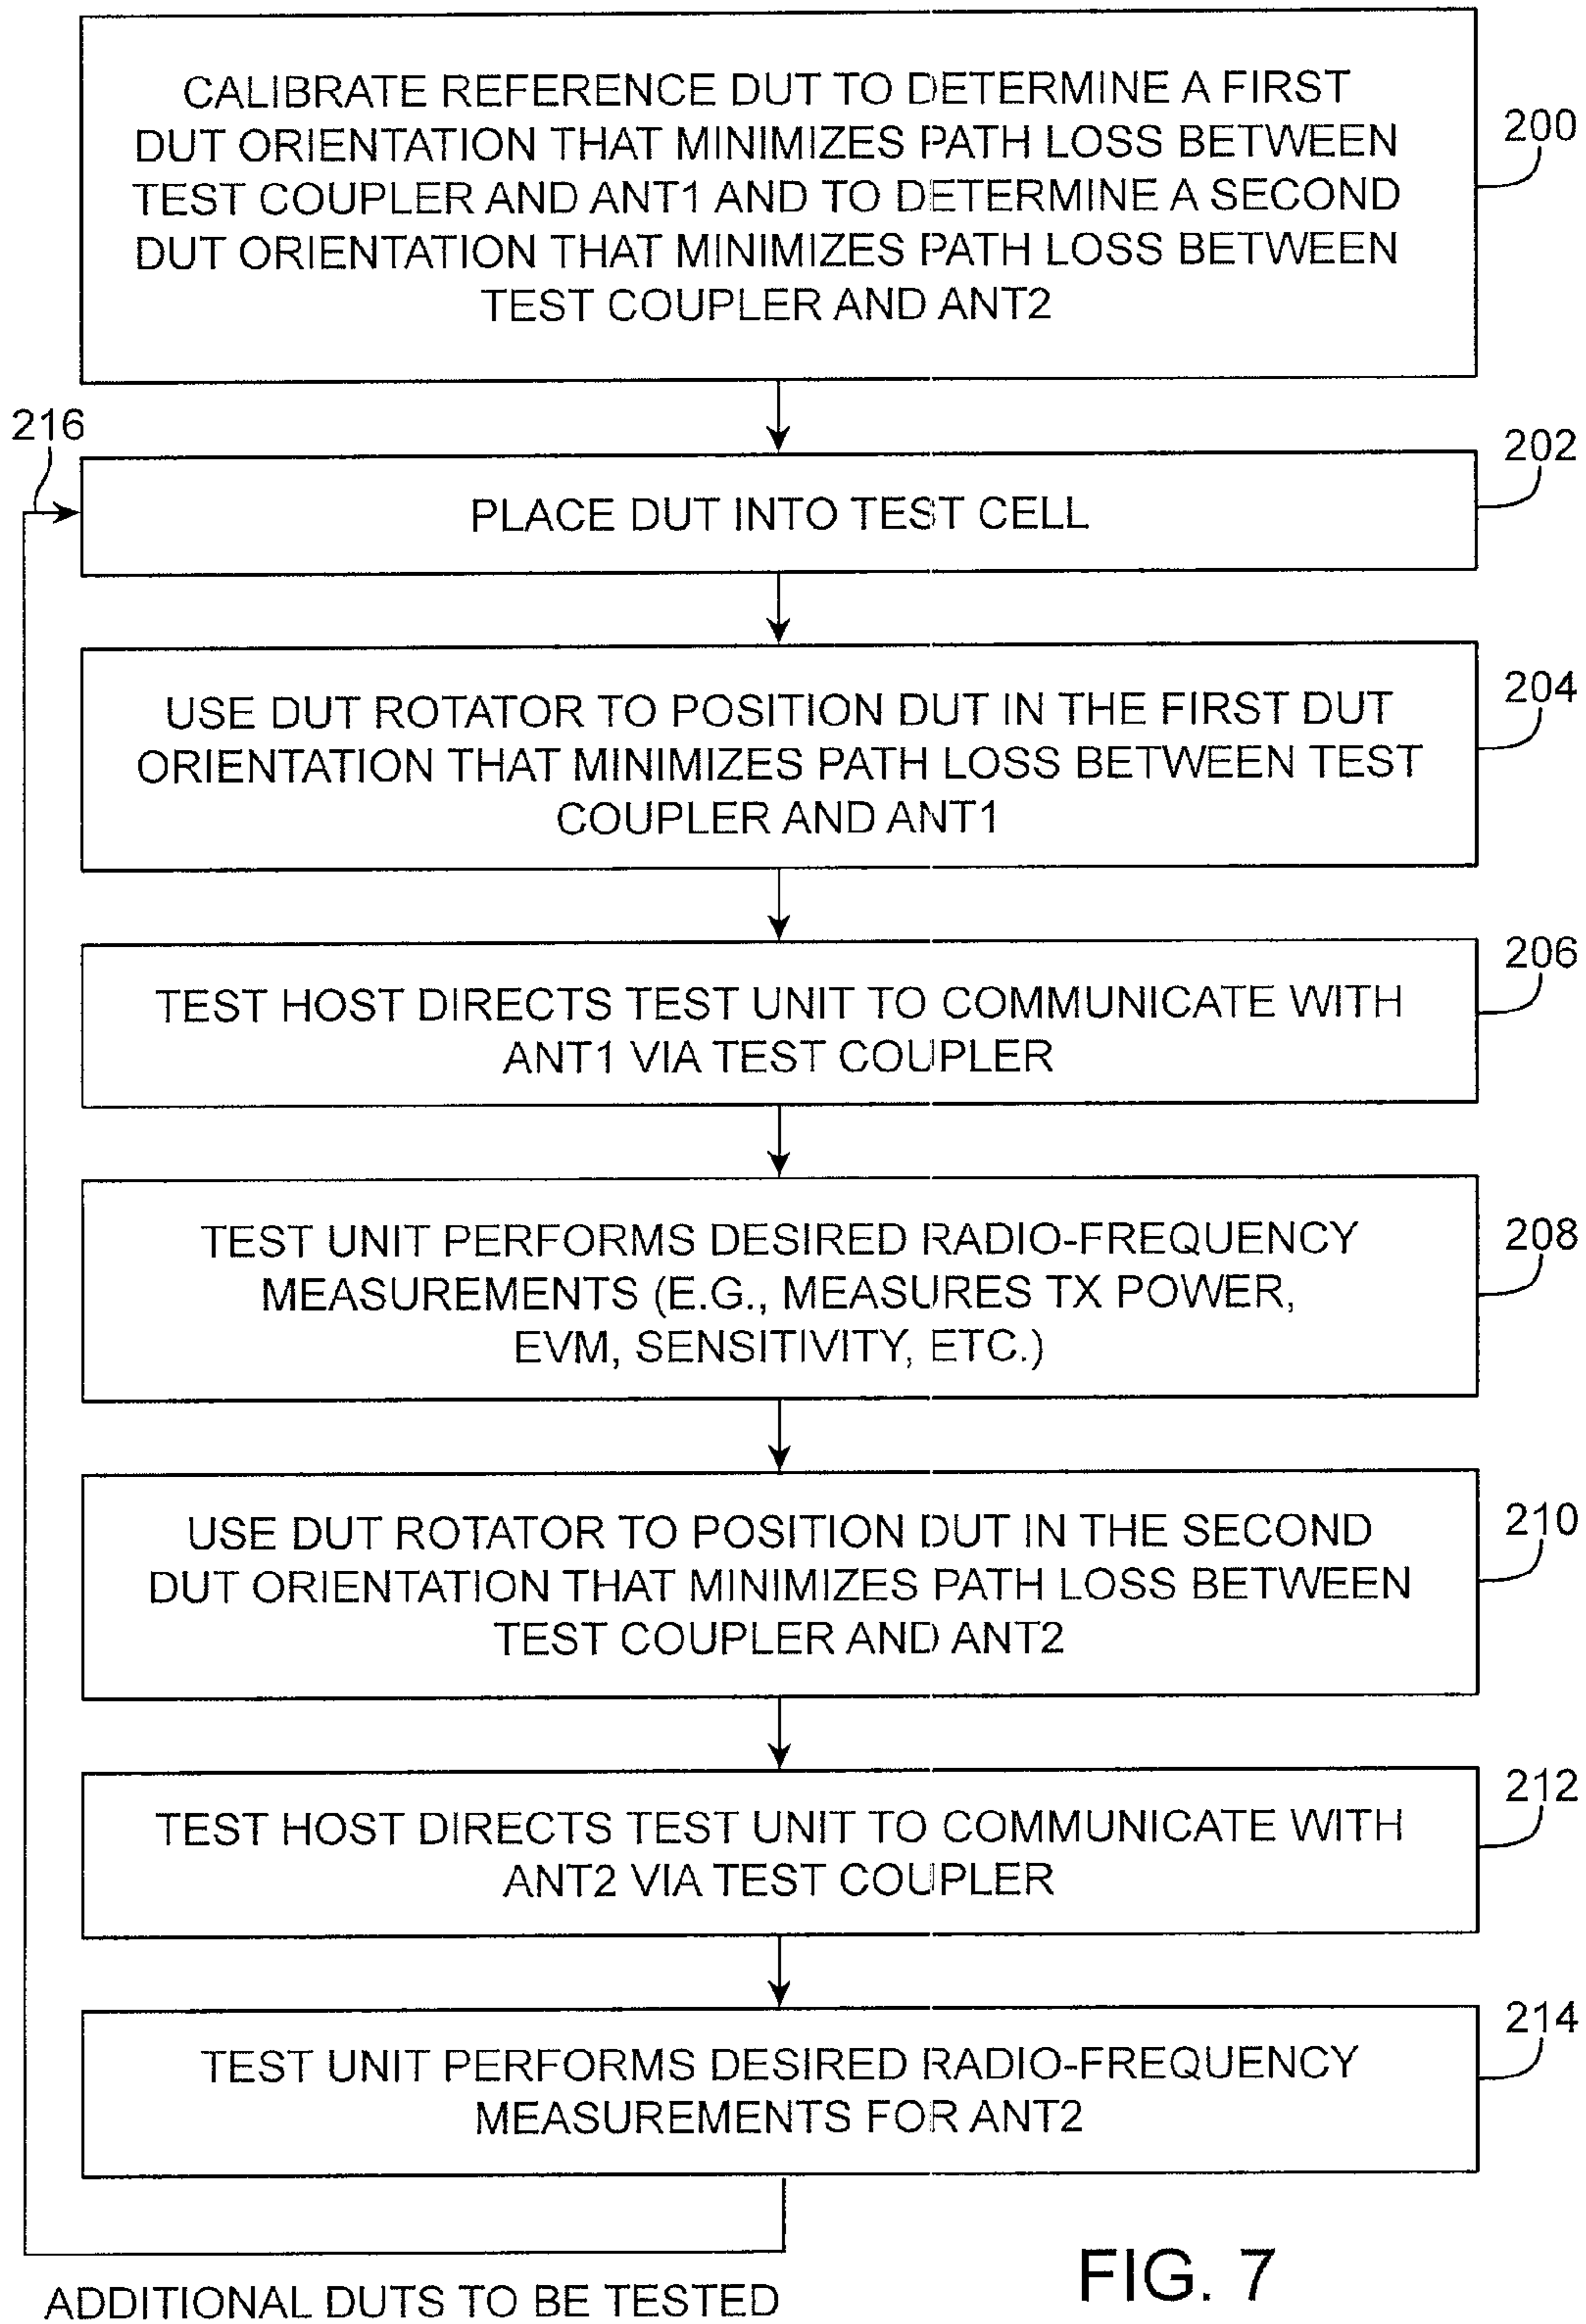 CALIBRATE REFERENCE DUT TO DETERMINE A FIRST
DUT ORIENTATION THAT MINIMIZES PATH LOSS BETWEEN
TEST COUPLER AND ANT1 AND TO DETERMINE A SECOND
DUT ORIENTATION THAT MINIMIZES PATH LOSS BETWEEN
TEST COUPLER AND ANT2
200
216
202
PLACE DUT INTO TEST CELL
204
USE DUT ROTATOR TO POSITION DUT IN THE FIRST DUT
ORIENTATION THAT MINIMIZES PATH LOSS BETWEEN TEST
COUPLER AND ANT1
206
TEST HOST DIRECTS TEST UNIT TO COMMUNICATE WITH
ANT1 VIA TEST COUPLER
208
TEST UNIT PERFORMS DESIRED RADIO-FREQUENCY
MEASUREMENTS (E.G., MEASURES TX POWER,
EVM, SENSITIVITY, ETC.)
210
USE DUT ROTATOR TO POSITION DUT IN THE SECOND
DUT ORIENTATION THAT MINIMIZES PATH LOSS BETWEEN
TEST COUPLER AND ANT2
212
TEST HOST DIRECTS TEST UNIT TO COMMUNICATE WITH
ANT2 VIA TEST COUPLER
214
TEST UNIT PERFORMS DESIRED RADIO-FREQUENCY
MEASUREMENTS FOR ANT2
ADDITIONAL DUTS TO BE TESTED
FIG. 7